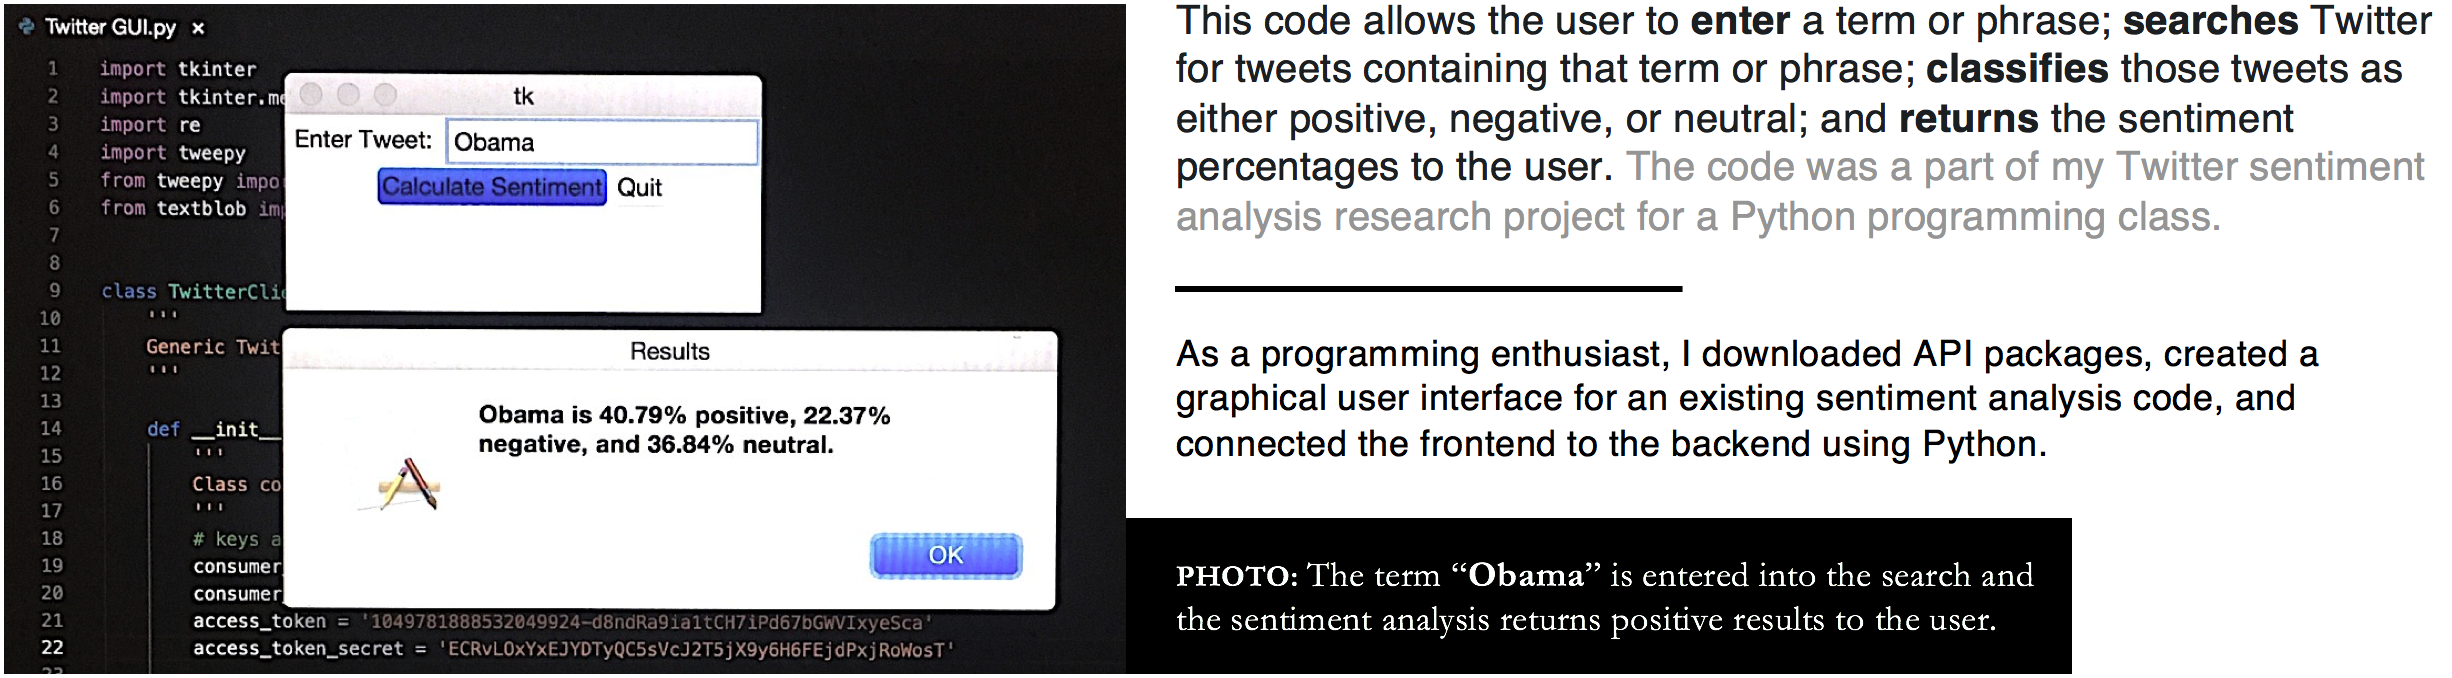 Twitter GUI.py ×
1 import tkinter
2 import tkinter.me
3 import re
4 import tweepy
5 from tweepy impo
6 from textblob im
7
8
9 class TwitterClie
10 '''
11 Generic Twit
12 '''
13
14 def __init__
15 '''
16 Class co
17 '''
18 # keys a
19 consumer_
20 consumer_
21 access_token = '1049781888532049924-d8ndRa9ia1tCH7iPd67bGWVIxyeSca'
22 access_token_secret = 'ECRvLOxYxEJYDTyQC5sVcJ2T5jX9y6H6FEjdPxjRoWosT'
23
tk
Enter Tweet: Obama
Calculate Sentiment Quit
Results
Obama is 40.79% positive, 22.37%
negative, and 36.84% neutral.
OK
This code allows the user to enter a term or phrase; searches Twitter
for tweets containing that term or phrase; classifies those tweets as
either positive, negative, or neutral; and returns the sentiment
percentages to the user. The code was a part of my Twitter sentiment
analysis research project for a Python programming class.
As a programming enthusiast, I downloaded API packages, created a
graphical user interface for an existing sentiment analysis code, and
connected the frontend to the backend using Python.
PHOTO: The term “Obama” is entered into the search and
the sentiment analysis returns positive results to the user.